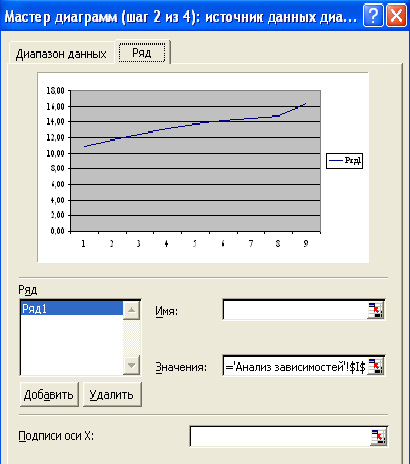 Мастер диаграмм (шаг 2 из 4): источник данных диа...
Диапазон данных Ряд
18,00
16,00
14,00
12,00
10,00
8,00
6,00
4,00
2,00
0,00
1 2 3 4 5 6 7 8 9
Ряд1
Ряд
Ряд1
Имя:
Значения: ='Анализ зависимостей'!$I$
Добавить Удалить
Подписи оси X: